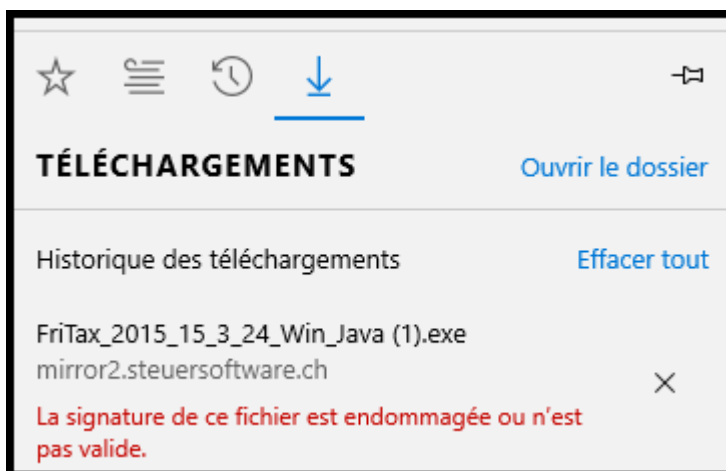 TÉLÉCHARGEMENTS Ouvrir le dossier
Historique des téléchargements Effacer tout
FriTax_2015_15_3_24_Win_Java (1).exe
mirror2.steuersoftware.ch
La signature de ce fichier est endommagée ou n’est
pas valide.